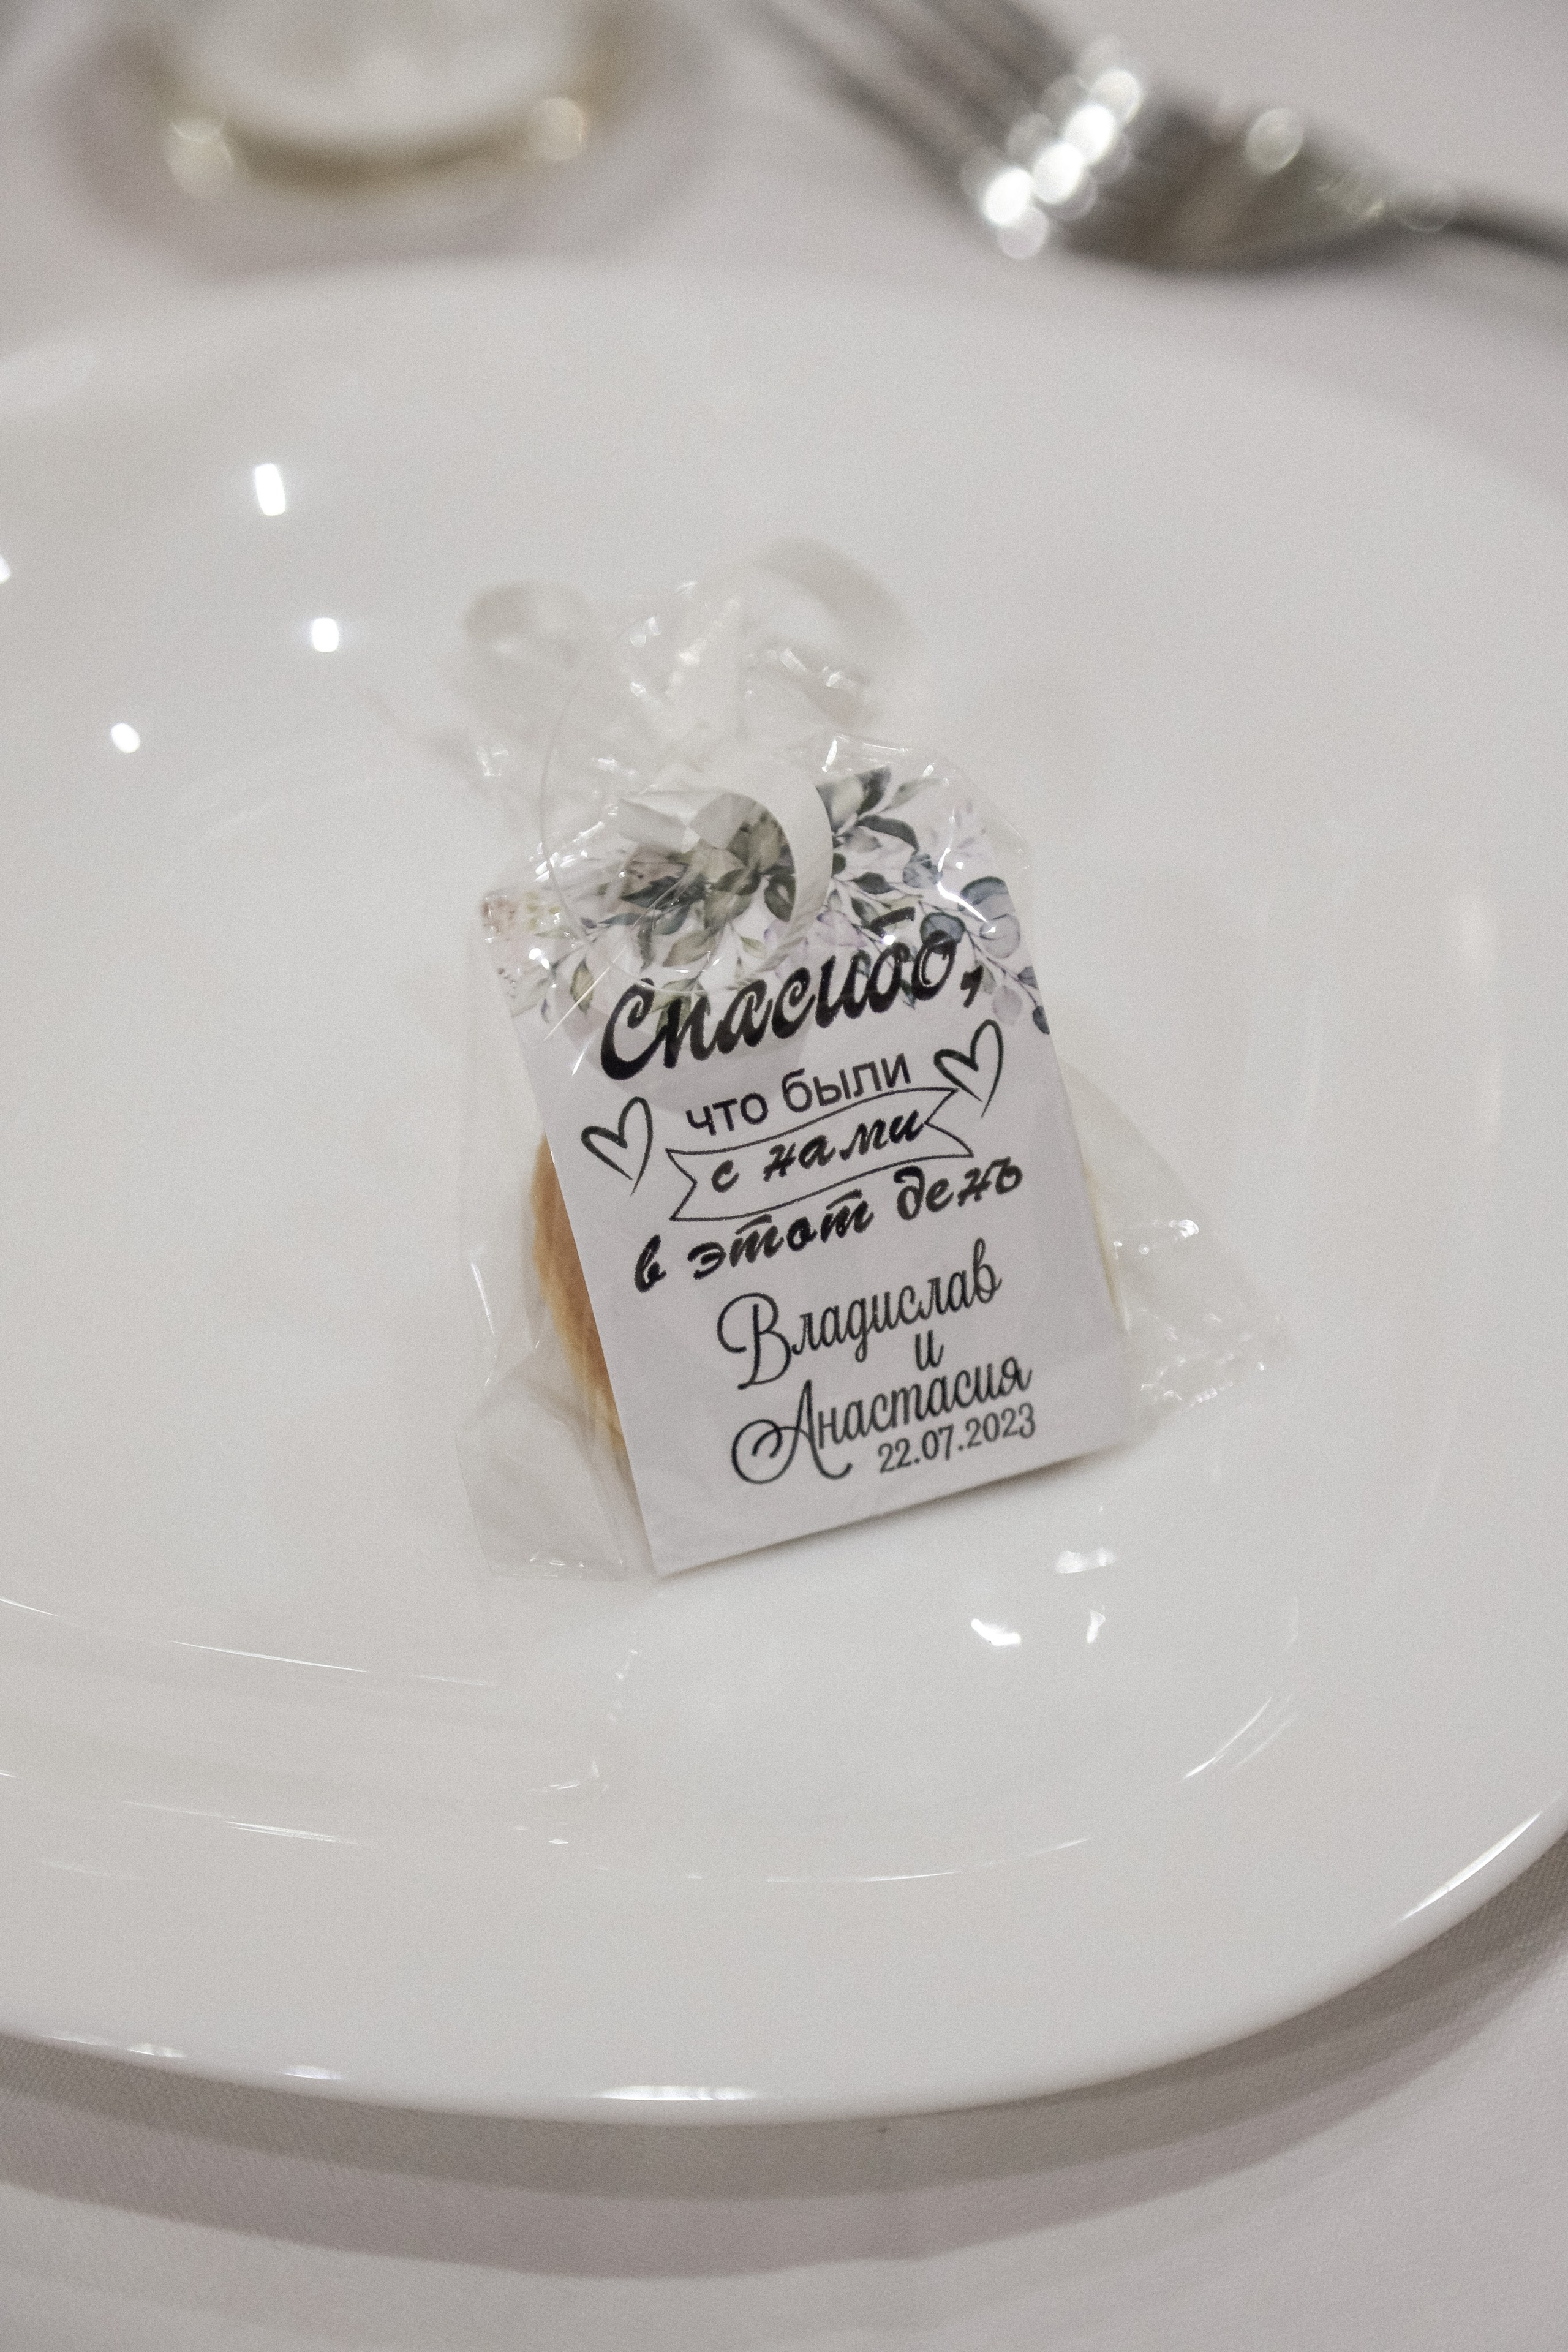 Спасибо,
что были
с нами
в этот день
Владислав
и
Анастасия
22.07.2023